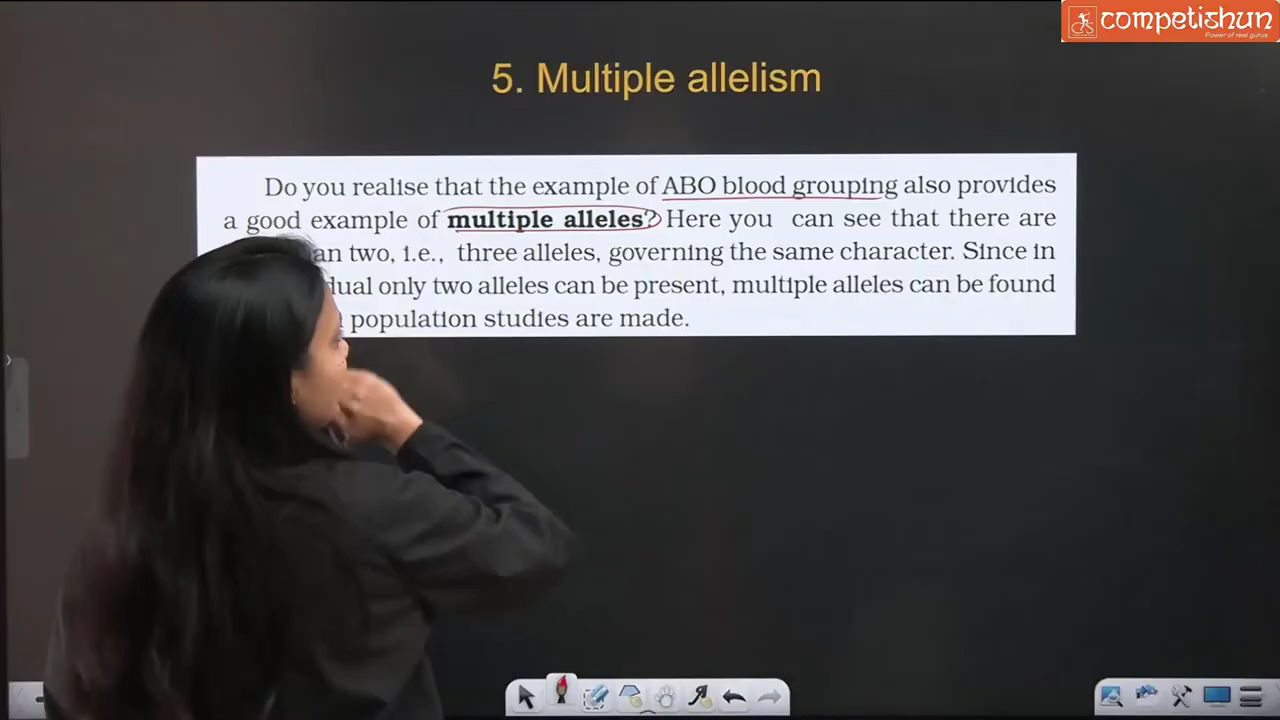 competishun
Power of real gurus
5. Multiple allelism
Do you realise that the example of ABO blood grouping also provides
a good example of multiple alleles? Here you can see that there are
an two, i.e., three alleles, governing the same character. Since in
dual only two alleles can be present, multiple alleles can be found
population studies are made.